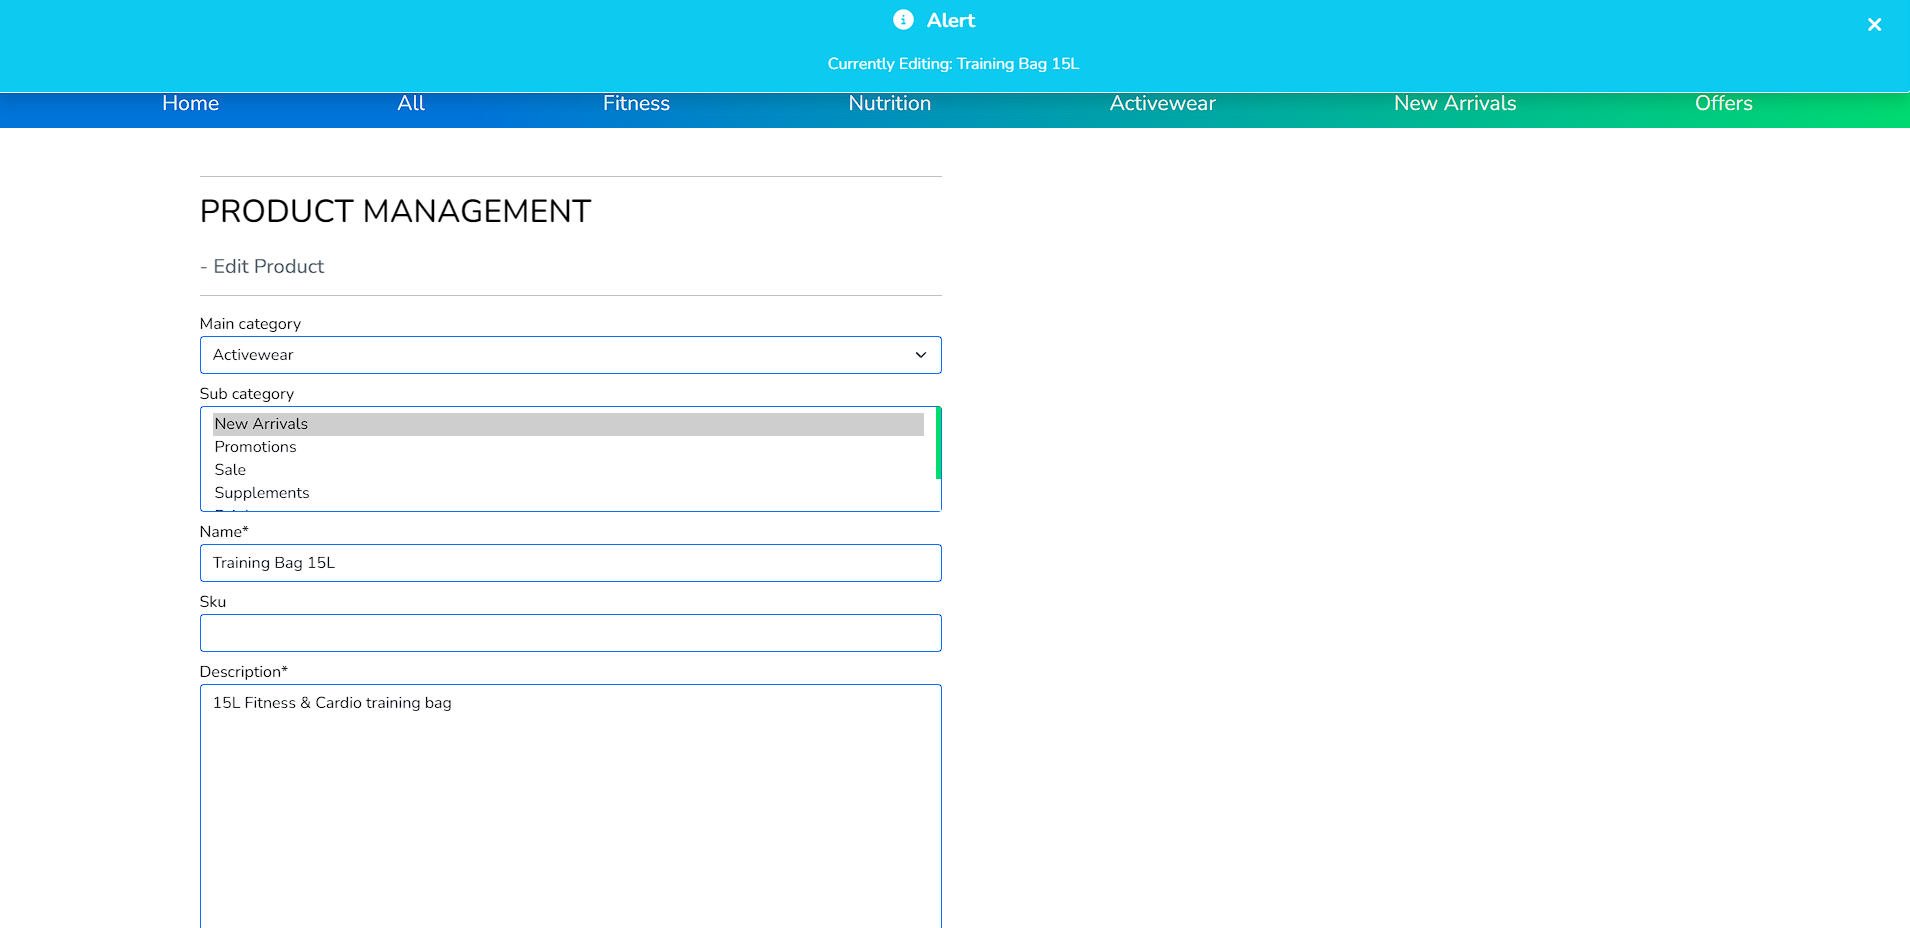 Alert
Currently Editing: Training Bag 15L
Home All Fitness Nutrition Activewear New Arrivals Offers
PRODUCT MANAGEMENT
- Edit Product
Main category
Activewear
Sub category
New Arrivals
Promotions
Sale
Supplements
Name*
Training Bag 15L
Sku
Description*
15L Fitness & Cardio training bag